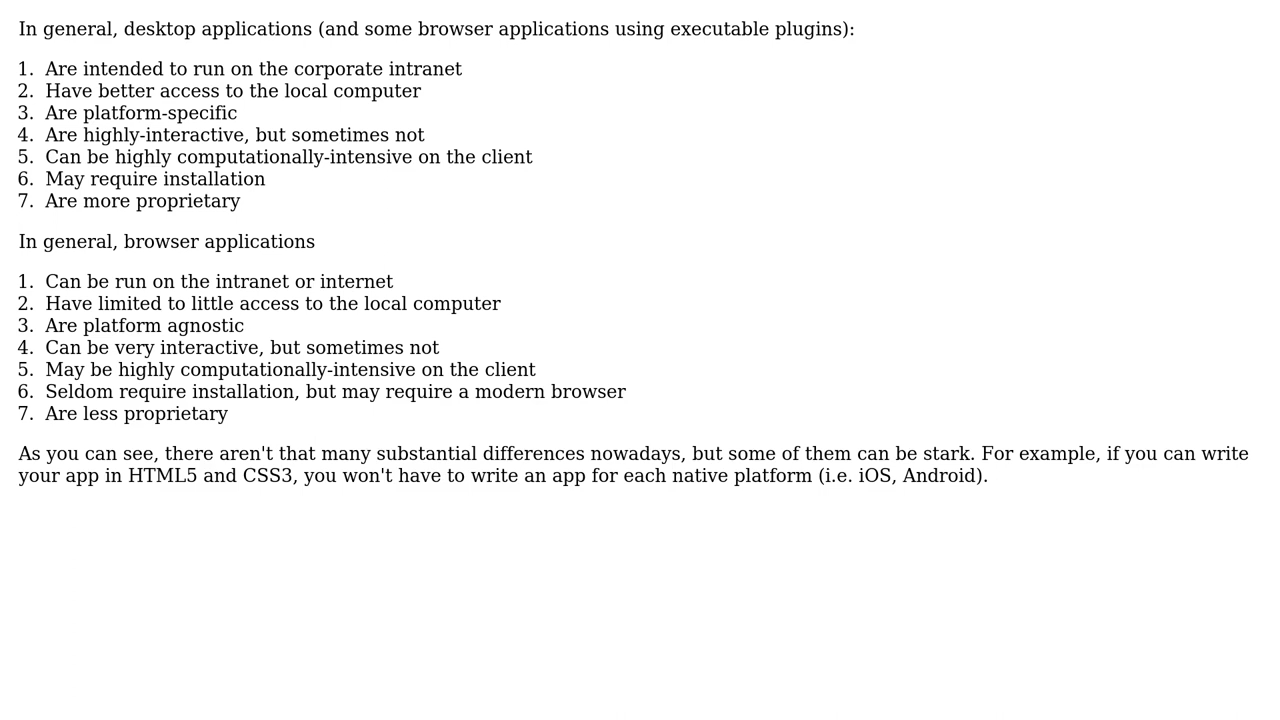 In general, desktop applications (and some browser applications using executable plugins):
1. Are intended to run on the corporate intranet
2. Have better access to the local computer
3. Are platform-specific
4. Are highly-interactive, but sometimes not
5. Can be highly computationally-intensive on the client
6. May require installation
7. Are more proprietary
In general, browser applications
1. Can be run on the intranet or internet
2. Have limited to little access to the local computer
3. Are platform agnostic
4. Can be very interactive, but sometimes not
5. May be highly computationally-intensive on the client
6. Seldom require installation, but may require a modern browser
7. Are less proprietary
As you can see, there aren't that many substantial differences nowadays, but some of them can be stark. For example, if you can write
your app in HTML5 and CSS3, you won't have to write an app for each native platform (i.e. iOS, Android).